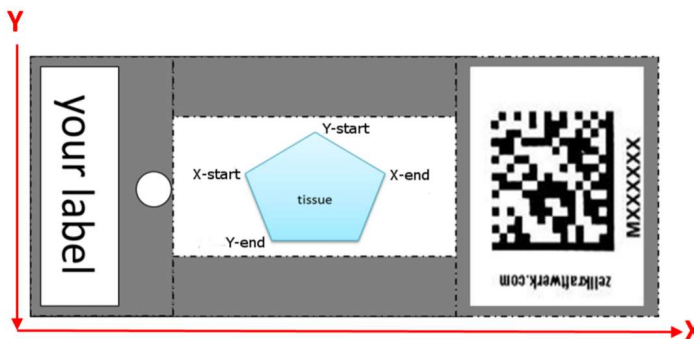 Y
your label
Y-start
X-start
X-end
tissue
Y-end
MXXXXXX
zellkraftwerk.com
X